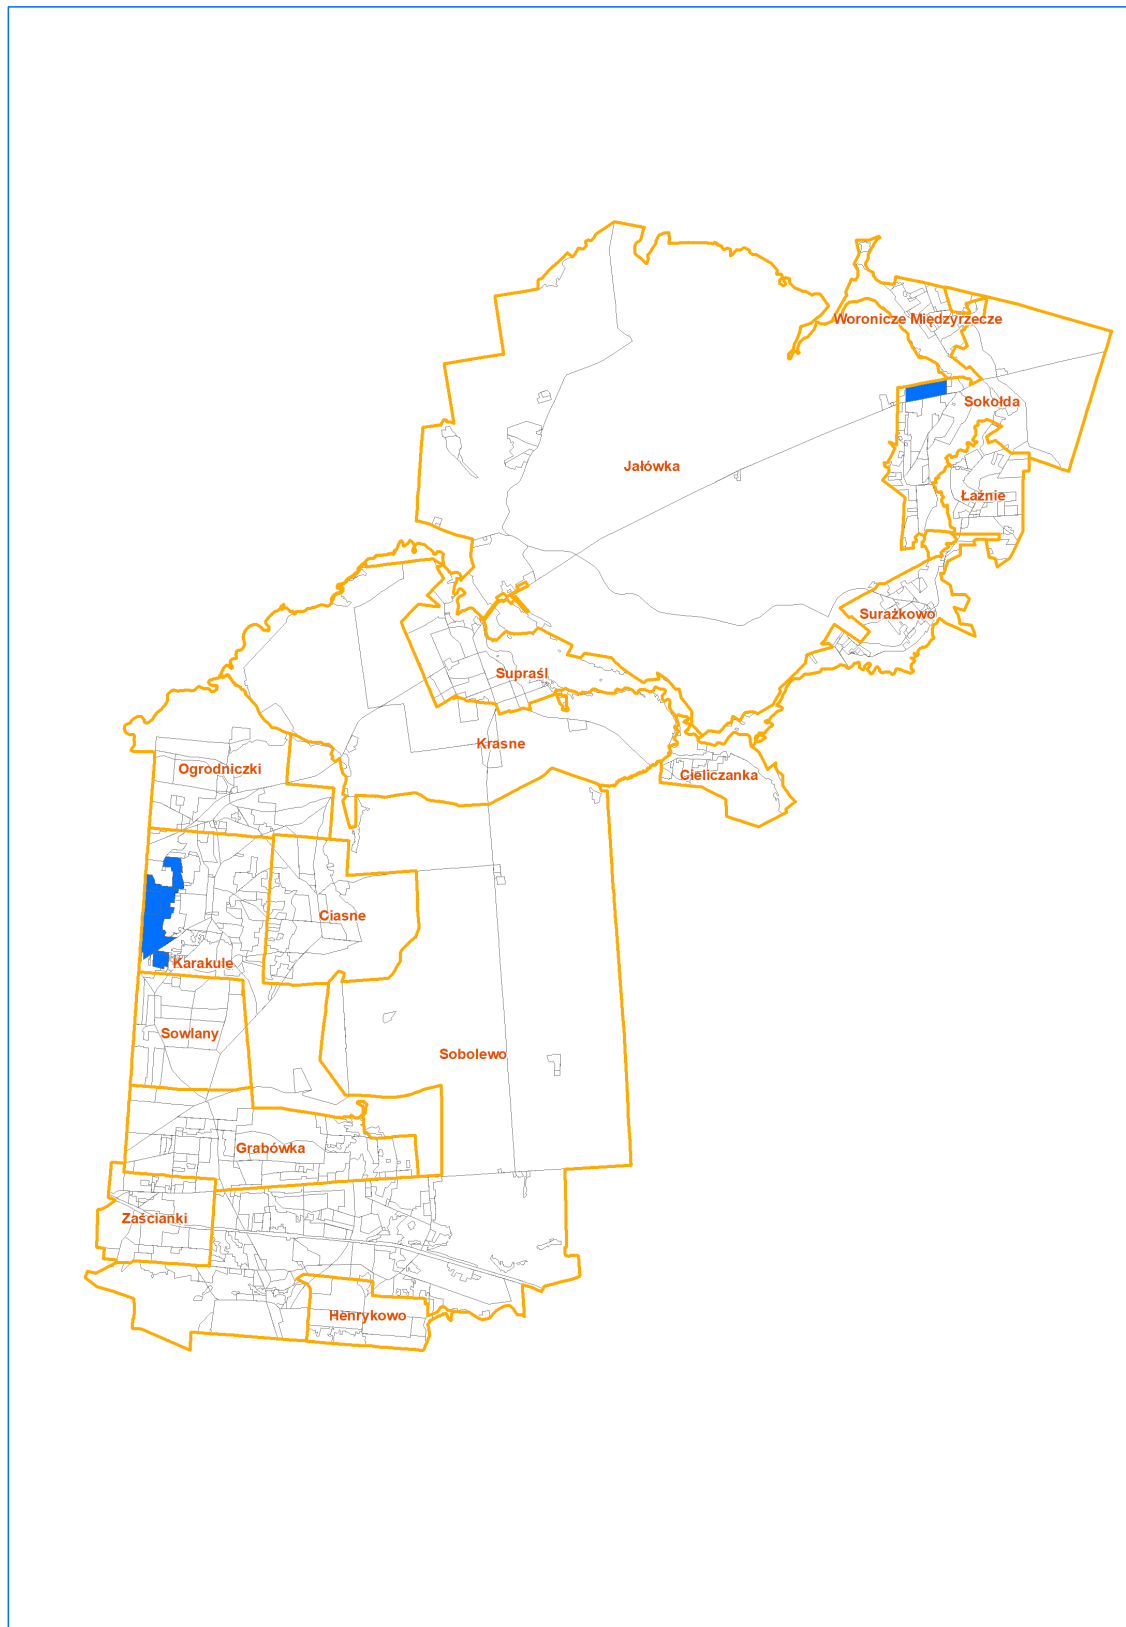 Woronicze Międzyrzecze
Sokołda
Jałówka
Łaźnie
Surażkowo
Supraśl
Krasne
Ogrodniczki
Cieliczanka
Ciasne
Karakule
Sowlany
Sobolewo
Grabówka
Zaścianki
Henrykowo